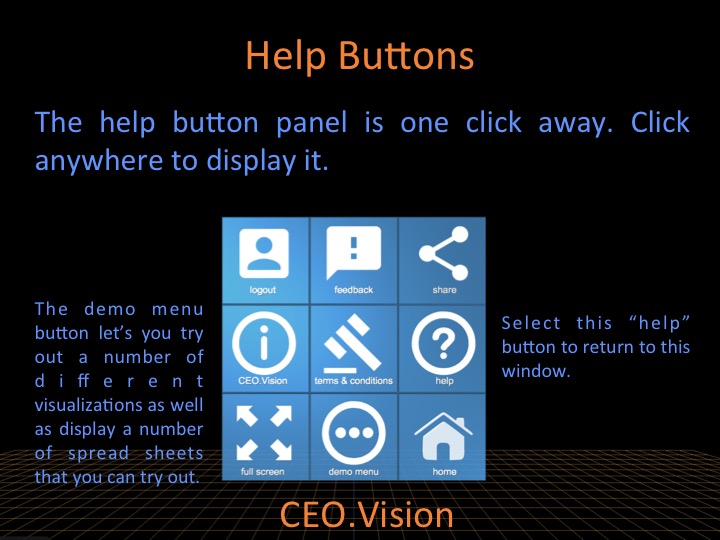 Help Buttons
The help button panel is one click away. Click
anywhere to display it.
logout
feedback
share
The demo menu
button let's you try
out a number of
d i ff e r e n t
visualizations as well
as display a number
of spread sheets
that you can try out.
CEO.Vision
terms & conditions
help
Select this “help”
button to return to this
window.
full screen
demo menu
home
CEO.Vision